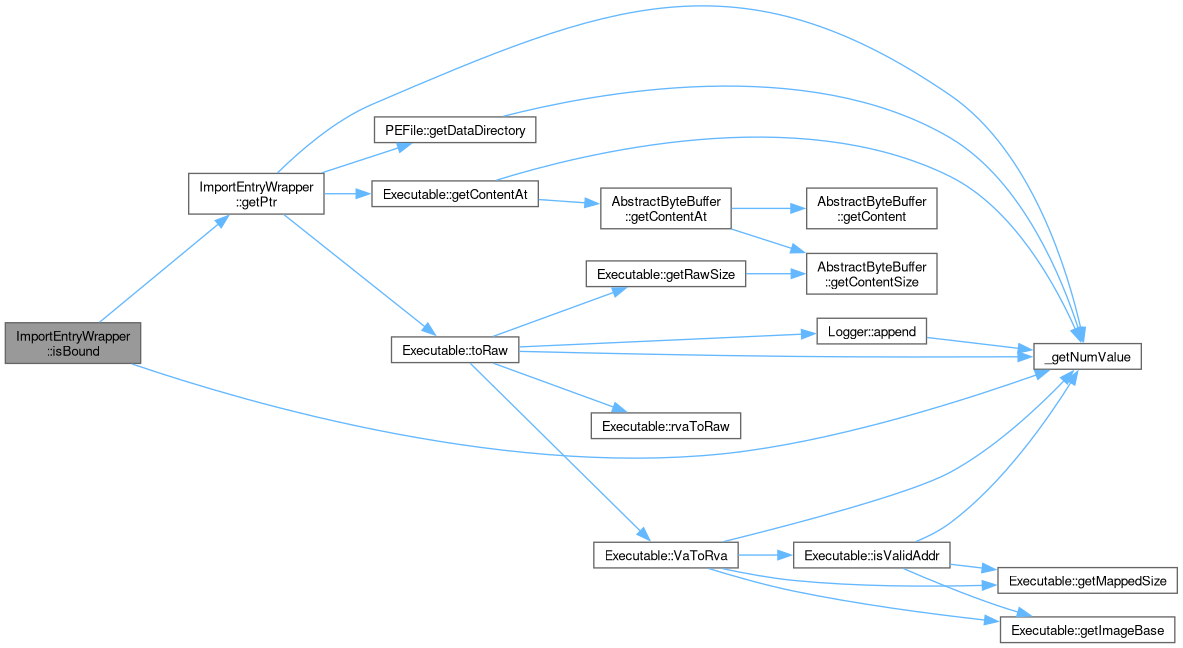 PEFile::getDataDirectory
ImportEntryWrapper
::getPtr
Executable::getContentAt
AbstractByteBuffer
::getContentAt
AbstractByteBuffer
::getContent
Executable::getRawSize
AbstractByteBuffer
::getContentSize
ImportEntryWrapper
::isBound
Executable::toRaw
Logger::append
_getNumValue
Executable::rvaToRaw
Executable::VaToRva
Executable::isValidAddr
Executable::getMappedSize
Executable::getImageBase